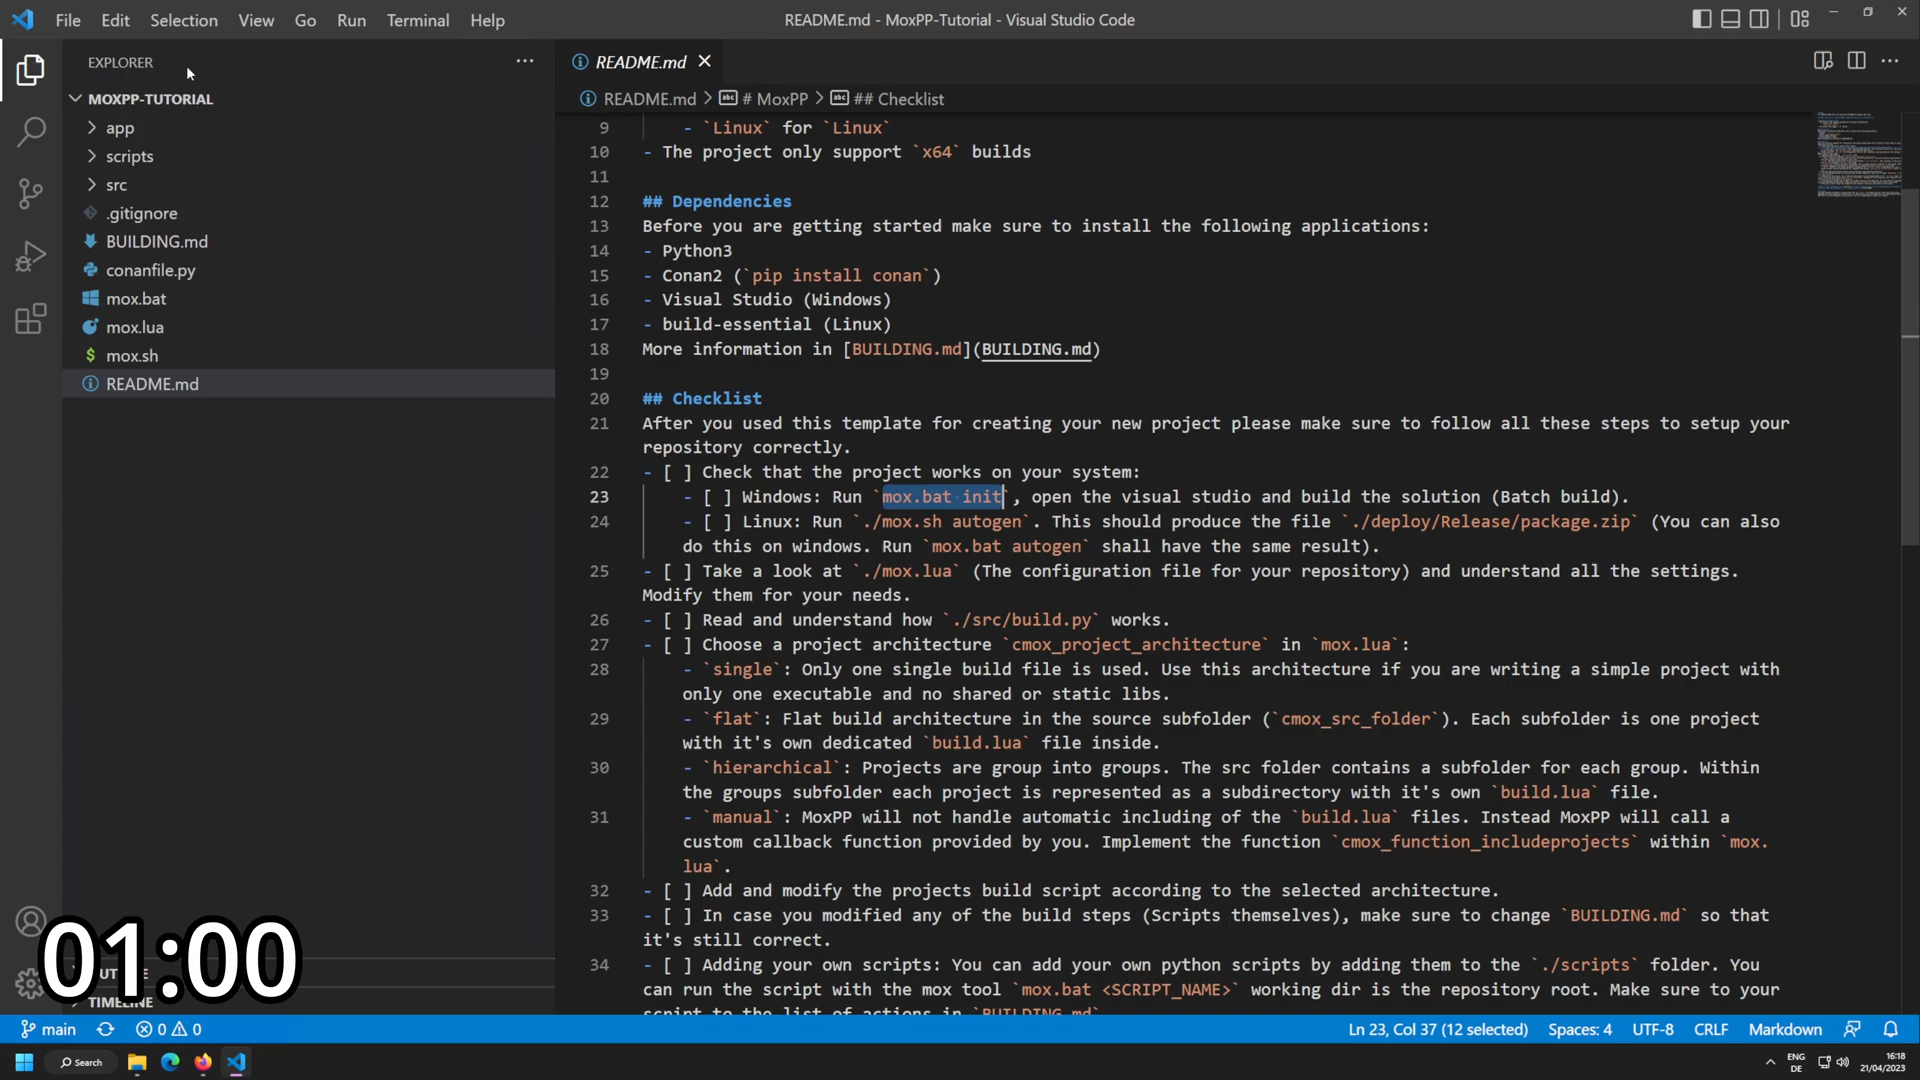 File Edit Selection View Go Run Terminal Help
README.md - MoxPP-Tutorial - Visual Studio Code
EXPLORER
MOXPP-TUTORIAL
app
scripts
src
.gitignore
BUILDING.md
conanfile.py
mox.bat
mox.lua
mox.sh
README.md
README.md
README.md > # MoxPP > ## Checklist
9 - `Linux` for `Linux`
10 - The project only support `x64` builds
11
12 ## Dependencies
13 Before you are getting started make sure to install the following applications:
14 - Python3
15 - Conan2 (`pip install conan`)
16 - Visual Studio (Windows)
17 - build-essential (Linux)
18 More information in [BUILDING.md](BUILDING.md)
19
20 ## Checklist
21 After you used this template for creating your new project please make sure to follow all these steps to setup your
repository correctly.
22 - [ ] Check that the project works on your system:
23 - [ ] Windows: Run `mox.bat init`, open the visual studio and build the solution (Batch build).
24 - [ ] Linux: Run `./mox.sh autogen`. This should produce the file `./deploy/Release/package.zip` (You can also
do this on windows. Run `mox.bat autogen` shall have the same result).
25 - [ ] Take a look at `./mox.lua` (The configuration file for your repository) and understand all the settings.
Modify them for your needs.
26 - [ ] Read and understand how `./src/build.py` works.
27 - [ ] Choose a project architecture `cmox_project_architecture` in `mox.lua`:
28 - `single`: Only one single build file is used. Use this architecture if you are writing a simple project with
only one executable and no shared or static libs.
29 - `flat`: Flat build architecture in the source subfolder (`cmox_src_folder`). Each subfolder is one project
with it's own dedicated `build.lua` file inside.
30 - `hierarchical`: Projects are group into groups. The src folder contains a subfolder for each group. Within
the groups subfolder each project is represented as a subdirectory with it's own `build.lua` file.
31 - `manual`: MoxPP will not handle automatic including of the `build.lua` files. Instead MoxPP will call a
custom callback function provided by you. Implement the function `cmox_function_includeprojects` within `mox.
lua`.
32 - [ ] Add and modify the projects build script according to the selected architecture.
33 - [ ] In case you modified any of the build steps (Scripts themselves), make sure to change `BUILDING.md` so that
it's still correct.
34 - [ ] Adding your own scripts: You can add your own python scripts by adding them to the `./scripts` folder. You
can run the script with the mox tool `mox.bat <SCRIPT_NAME>` working dir is the repository root. Make sure to your
script to the list of actions in `BUILDING.md`
01:00
TIMELINE
main 0 0
Ln 23, Col 37 (12 selected) Spaces: 4 UTF-8 CRLF Markdown
Search
ENG
DE
16:18
21/04/2023